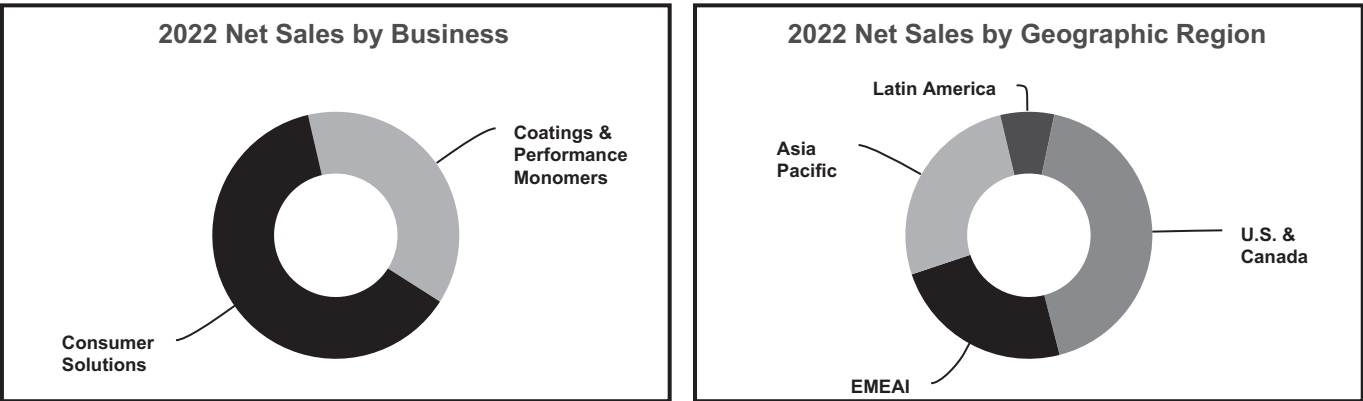 2022 Net Sales by Business
Coatings &
Performance
Monomers
Consumer
Solutions
2022 Net Sales by Geographic Region
Latin America
Asia
Pacific
U.S. &
Canada
EMEAI